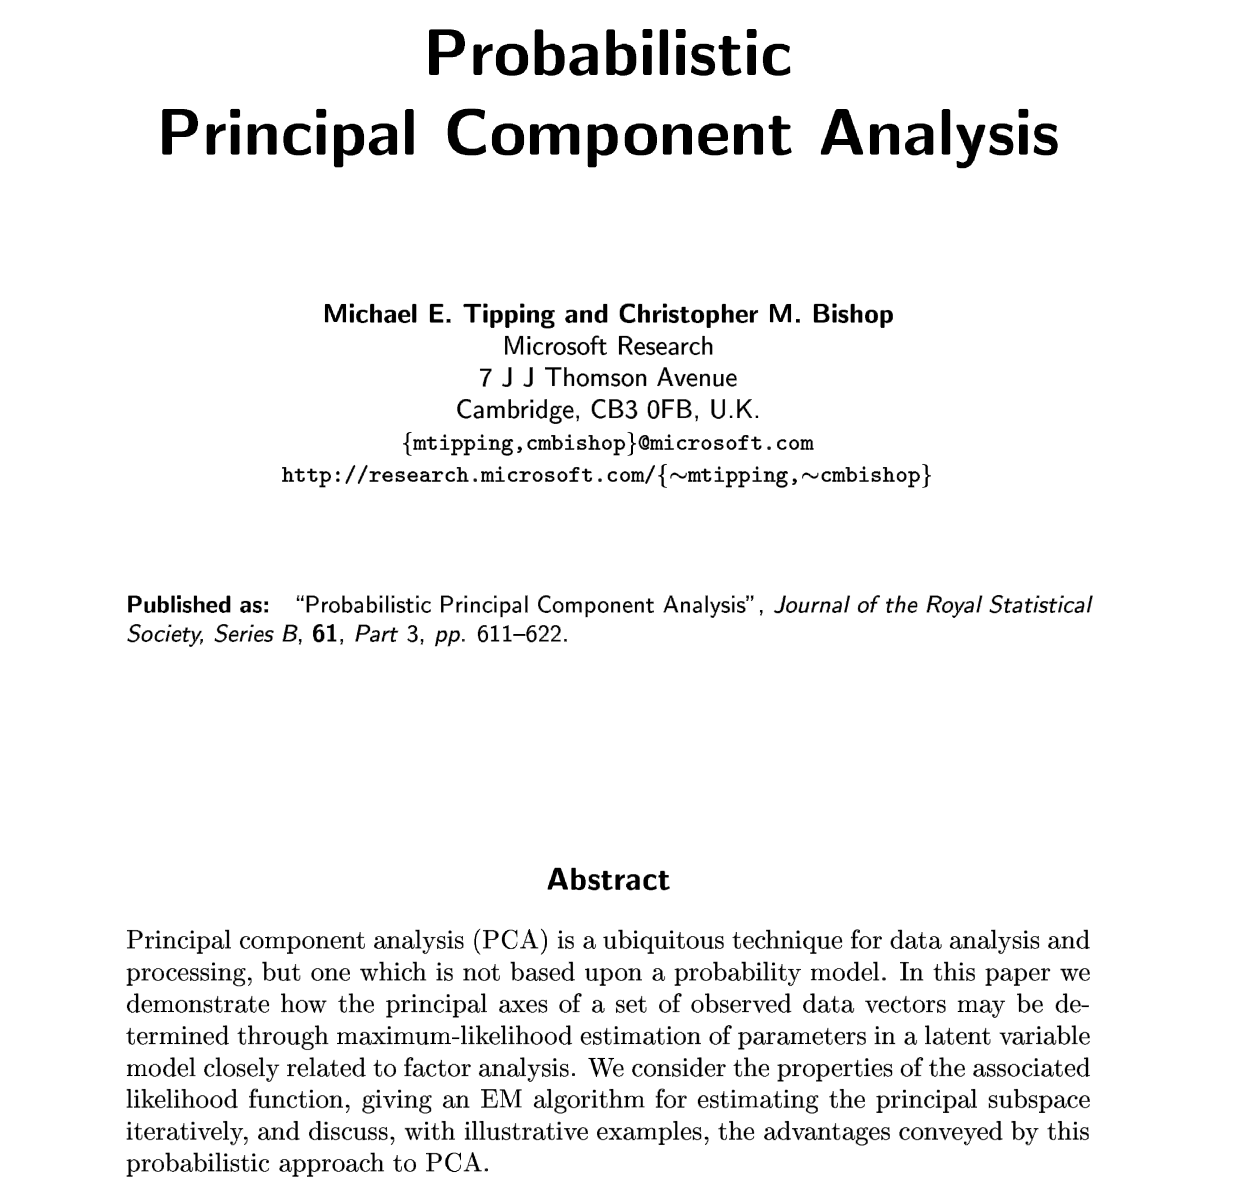 Probabilistic
Principal Component Analysis
Michael E. Tipping and Christopher M. Bishop
Microsoft Research
7 J J Thomson Avenue
Cambridge, CB3 0FB, U.K.
{mtipping,cmbishop}@microsoft.com
http://research.microsoft.com/{~mtipping,~cmbishop}
Published as: “Probabilistic Principal Component Analysis”, Journal of the Royal Statistical
Society, Series B, 61, Part 3, pp. 611–622.
Abstract
Principal component analysis (PCA) is a ubiquitous technique for data analysis and
processing, but one which is not based upon a probability model. In this paper we
demonstrate how the principal axes of a set of observed data vectors may be de-
termined through maximum-likelihood estimation of parameters in a latent variable
model closely related to factor analysis. We consider the properties of the associated
likelihood function, giving an EM algorithm for estimating the principal subspace
iteratively, and discuss, with illustrative examples, the advantages conveyed by this
probabilistic approach to PCA.